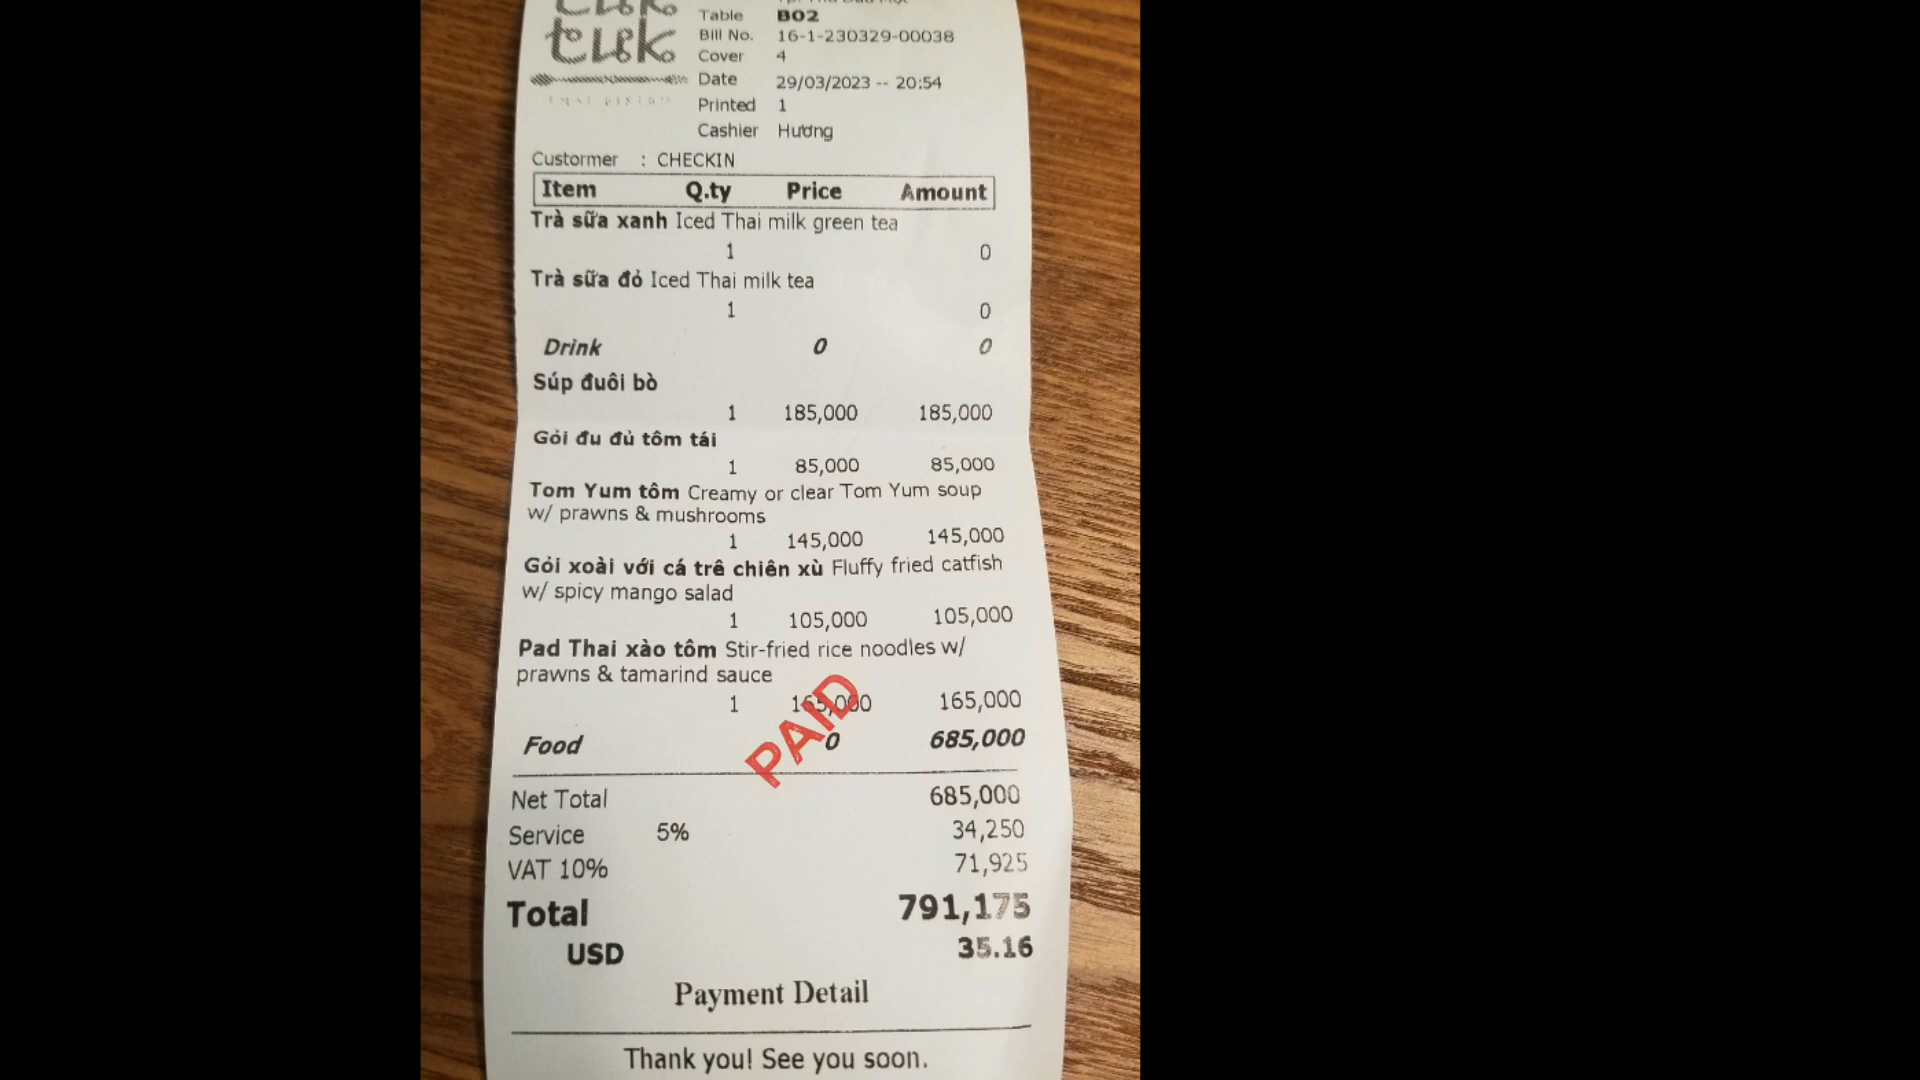 tuk
Table B02
Bill No. 16-1-230329-00038
Cover 4
Date 29/03/2023 -- 20:54
Printed 1
Cashier Hương
Custormer : CHECKIN
Item Q.ty Price Amount
Trà sữa xanh Iced Thai milk green tea
1 0
Trà sữa đỏ Iced Thai milk tea
1 0
Drink 0 0
Súp đuôi bò
1 185,000 185,000
Gỏi đu đủ tôm tái
1 85,000 85,000
Tom Yum tôm Creamy or clear Tom Yum soup
w/ prawns & mushrooms
1 145,000 145,000
Gỏi xoài với cá trê chiên xù Fluffy fried catfish
w/ spicy mango salad
1 105,000 105,000
Pad Thai xào tôm Stir-fried rice noodles w/
prawns & tamarind sauce
1 165,000 165,000
PAID
Food 0 685,000
Net Total 685,000
Service 5% 34,250
VAT 10% 71,925
Total 791,175
USD 35.16
Payment Detail
Thank you! See you soon.